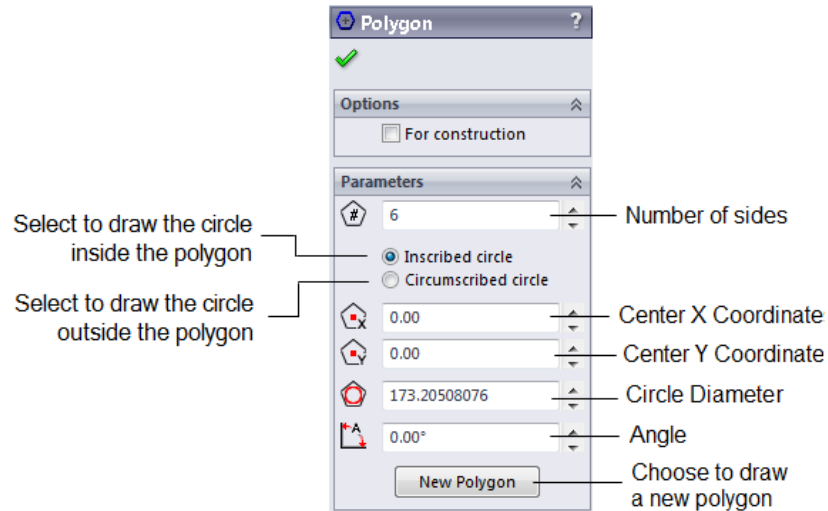 Polygon ?
Options
For construction
Parameters
# 6
Number of sides
Select to draw the circle
inside the polygon
Inscribed circle
Circumscribed circle
Select to draw the circle
outside the polygon
X 0.00
Center X Coordinate
Y 0.00
Center Y Coordinate
173.20508076
Circle Diameter
A 0.00°
Angle
New Polygon
Choose to draw
a new polygon